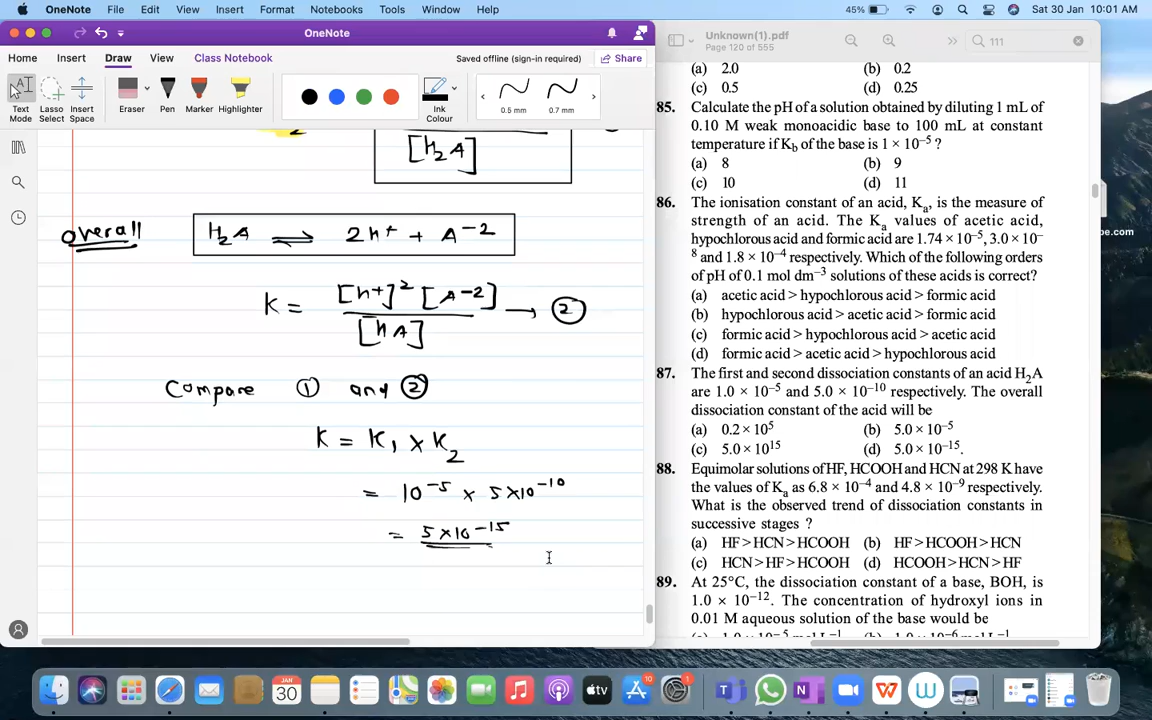 OneNote File Edit View Insert Format Notebooks Tools Window Help 45% Sat 30 Jan 10:01 AM
OneNote
Home Insert Draw View Class Notebook Saved offline (sign-in required) Share
Text Mode Lasso Select Insert Space Eraser Pen Marker Highlighter Ink Colour 0.5 mm 0.7 mm
[H₂A]
overall H₂A ⇌ 2H⁺ + A⁻²
K = [H⁺]² [A⁻²] / [HA] → ②
Compare ① and ②
K = K₁ × K₂
= 10⁻⁵ × 5×10⁻¹⁰
= 5×10⁻¹⁵
Unknown(1).pdf
Page 120 of 555
111
(a) 2.0 (b) 0.2
(c) 0.5 (d) 0.25
85. Calculate the pH of a solution obtained by diluting 1 mL of
0.10 M weak monoacidic base to 100 mL at constant
temperature if K_b of the base is 1 × 10⁻⁵ ?
(a) 8 (b) 9
(c) 10 (d) 11
86. The ionisation constant of an acid, Kₐ, is the measure of
strength of an acid. The Kₐ values of acetic acid,
hypochlorous acid and formic acid are 1.74 × 10⁻⁵, 3.0 × 10⁻
8 and 1.8 × 10⁻⁴ respectively. Which of the following orders
of pH of 0.1 mol dm⁻³ solutions of these acids is correct?
(a) acetic acid > hypochlorous acid > formic acid
(b) hypochlorous acid > acetic acid > formic acid
(c) formic acid > hypochlorous acid > acetic acid
(d) formic acid > acetic acid > hypochlorous acid
87. The first and second dissociation constants of an acid H₂A
are 1.0 × 10⁻⁵ and 5.0 × 10⁻¹⁰ respectively. The overall
dissociation constant of the acid will be
(a) 0.2 × 10⁵ (b) 5.0 × 10⁻⁵
(c) 5.0 × 10¹⁵ (d) 5.0 × 10⁻¹⁵.
88. Equimolar solutions of HF, HCOOH and HCN at 298 K have
the values of Kₐ as 6.8 × 10⁻⁴ and 4.8 × 10⁻⁹ respectively.
What is the observed trend of dissociation constants in
successive stages ?
(a) HF > HCN > HCOOH (b) HF > HCOOH > HCN
(c) HCN > HF > HCOOH (d) HCOOH > HCN > HF
89. At 25°C, the dissociation constant of a base, BOH, is
1.0 × 10⁻¹². The concentration of hydroxyl ions in
0.01 M aqueous solution of the base would be
be.com
JAN 30
tv